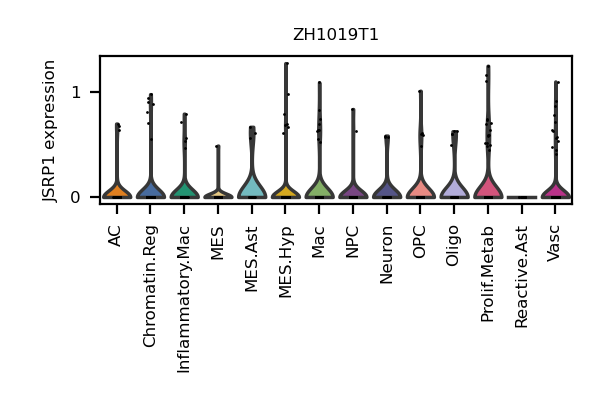 ZH1019T1
JSRP1 expression
1
0
AC
Chromatin.Reg
Inflammatory.Mac
MES
MES.Ast
MES.Hyp
Mac
NPC
Neuron
OPC
Oligo
Prolif.Metab
Reactive.Ast
Vasc